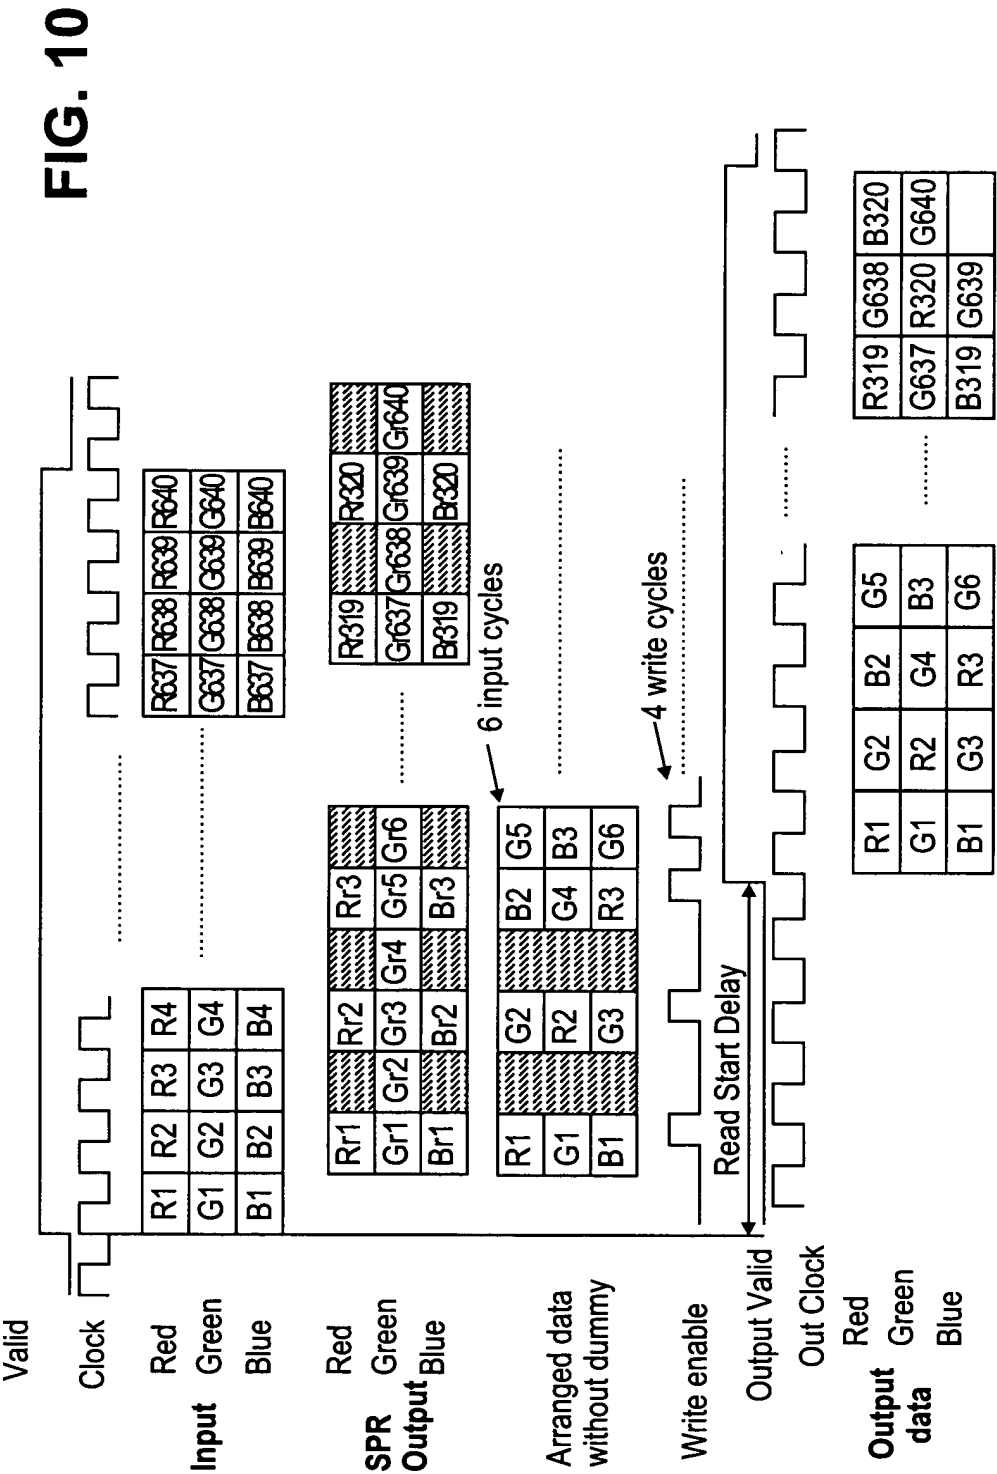 FIG. 10
Valid
Clock
Input
Red R1 R2 R3 R4 R637 R638 R639 R640
Green G1 G2 G3 G4 G637 G638 G639 G640
Blue B1 B2 B3 B4 B637 B638 B639 B640
SPR Output
Red Rr1 Rr2 Rr3 Rr319 Rr320
Green Gr1 Gr2 Gr3 Gr4 Gr5 Gr6 Gr637 Gr638 Gr639 Gr640
Blue Br1 Br2 Br3 Br319 Br320
6 input cycles
Arranged data
without dummy
R1 G2 B2 G5
G1 R2 G4 B3
B1 G3 R3 G6
4 write cycles
Write enable
Read Start Delay
Output Valid
Out Clock
Output data
Red R1 G2 B2 G5 R319 G638 B320
Green G1 R2 G4 B3 G637 R320 G640
Blue B1 G3 R3 G6 B319 G639